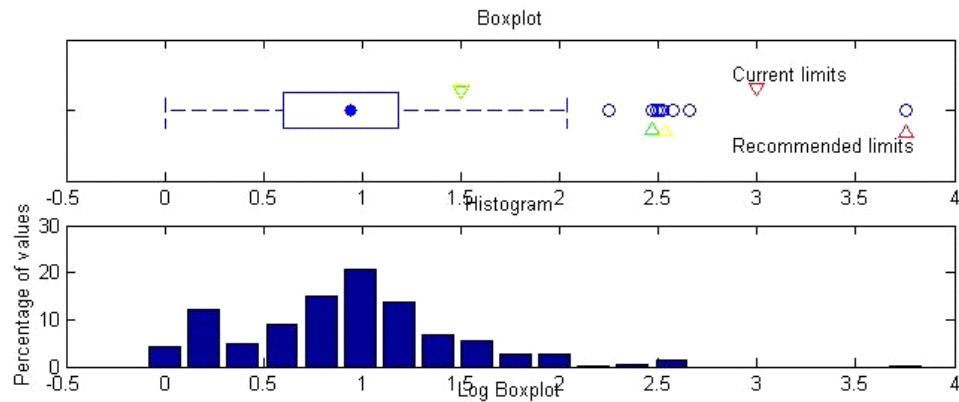 Boxplot
Current limits
Recommended limits
-0.5 0 0.5 1 1.5 2 2.5 3 3.5 4
Histogram
Percentage of values
30
20
10
0
-0.5 0 0.5 1 1.5 2 2.5 3 3.5 4
Log Boxplot